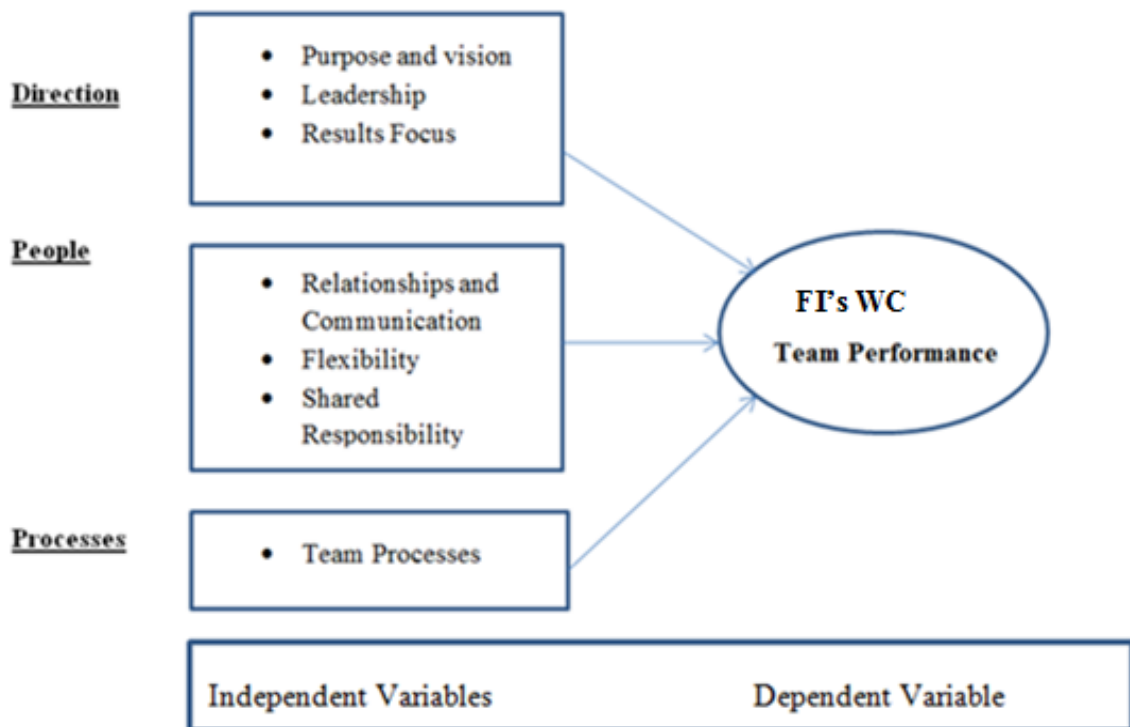 Direction
• Purpose and vision
• Leadership
• Results Focus
People
• Relationships and
Communication
• Flexibility
• Shared
Responsibility
Processes
• Team Processes
FI's WC
Team Performance
Independent Variables
Dependent Variable